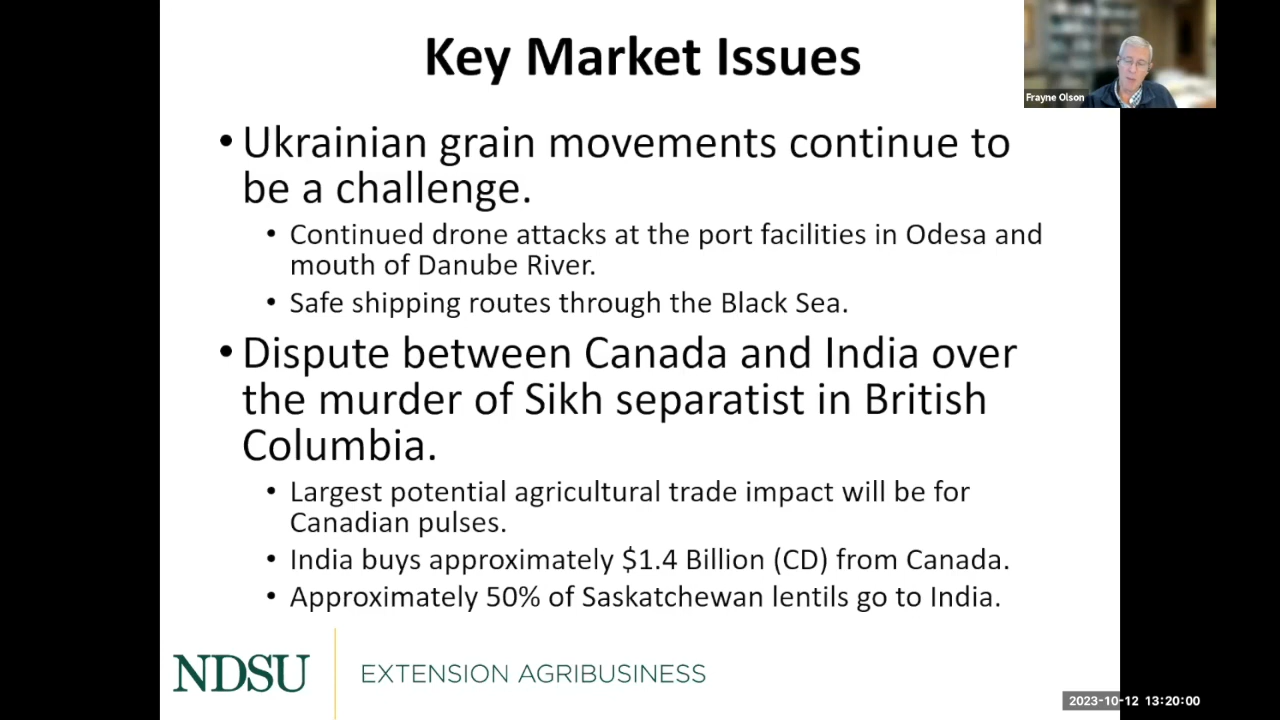 Key Market Issues
Frayne Olson
• Ukrainian grain movements continue to
be a challenge.
• Continued drone attacks at the port facilities in Odesa and
mouth of Danube River.
• Safe shipping routes through the Black Sea.
• Dispute between Canada and India over
the murder of Sikh separatist in British
Columbia.
• Largest potential agricultural trade impact will be for
Canadian pulses.
• India buys approximately $1.4 Billion (CD) from Canada.
• Approximately 50% of Saskatchewan lentils go to India.
NDSU EXTENSION AGRIBUSINESS
2023-10-12 13:20:00